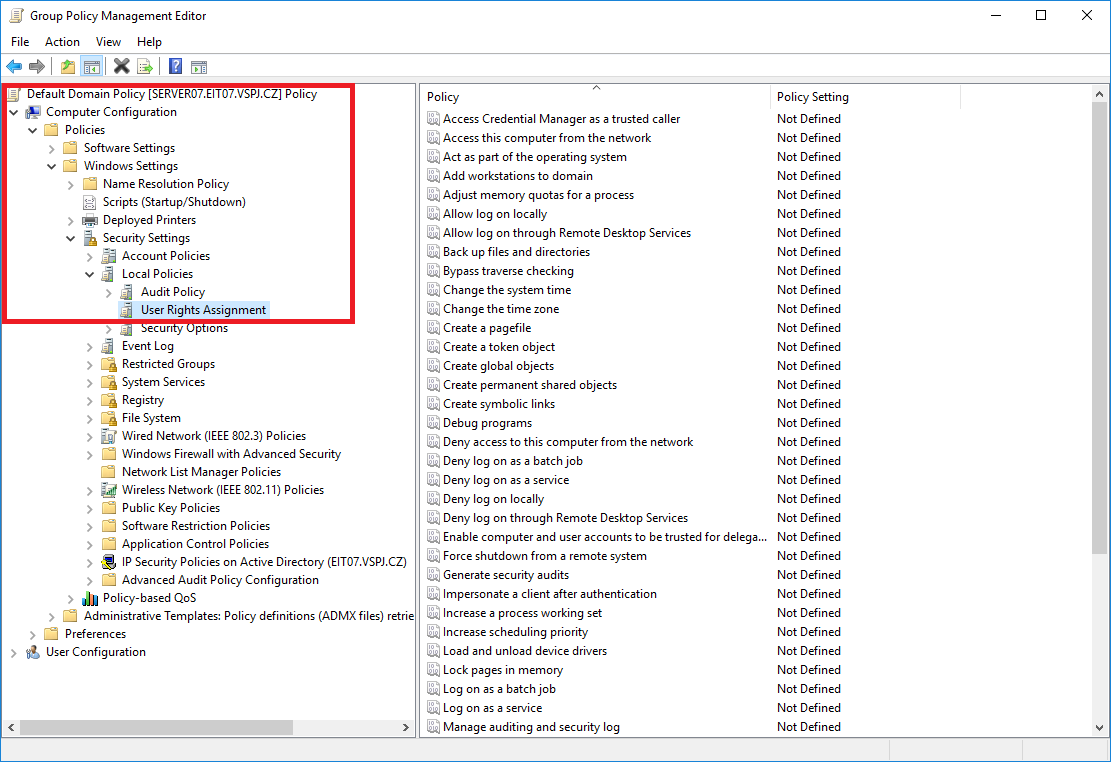 Group Policy Management Editor
File Action View Help
Default Domain Policy [SERVER07.EIT07.VSPJ.CZ] Policy
Computer Configuration
Policies
Software Settings
Windows Settings
Name Resolution Policy
Scripts (Startup/Shutdown)
Deployed Printers
Security Settings
Account Policies
Local Policies
Audit Policy
User Rights Assignment
Security Options
Event Log
Restricted Groups
System Services
Registry
File System
Wired Network (IEEE 802.3) Policies
Windows Firewall with Advanced Security
Network List Manager Policies
Wireless Network (IEEE 802.11) Policies
Public Key Policies
Software Restriction Policies
Application Control Policies
IP Security Policies on Active Directory (EIT07.VSPJ.CZ)
Advanced Audit Policy Configuration
Policy-based QoS
Administrative Templates: Policy definitions (ADMX files) retrie
Preferences
User Configuration
Policy Policy Setting
Access Credential Manager as a trusted caller Not Defined
Access this computer from the network Not Defined
Act as part of the operating system Not Defined
Add workstations to domain Not Defined
Adjust memory quotas for a process Not Defined
Allow log on locally Not Defined
Allow log on through Remote Desktop Services Not Defined
Back up files and directories Not Defined
Bypass traverse checking Not Defined
Change the system time Not Defined
Change the time zone Not Defined
Create a pagefile Not Defined
Create a token object Not Defined
Create global objects Not Defined
Create permanent shared objects Not Defined
Create symbolic links Not Defined
Debug programs Not Defined
Deny access to this computer from the network Not Defined
Deny log on as a batch job Not Defined
Deny log on as a service Not Defined
Deny log on locally Not Defined
Deny log on through Remote Desktop Services Not Defined
Enable computer and user accounts to be trusted for delega... Not Defined
Force shutdown from a remote system Not Defined
Generate security audits Not Defined
Impersonate a client after authentication Not Defined
Increase a process working set Not Defined
Increase scheduling priority Not Defined
Load and unload device drivers Not Defined
Lock pages in memory Not Defined
Log on as a batch job Not Defined
Log on as a service Not Defined
Manage auditing and security log Not Defined